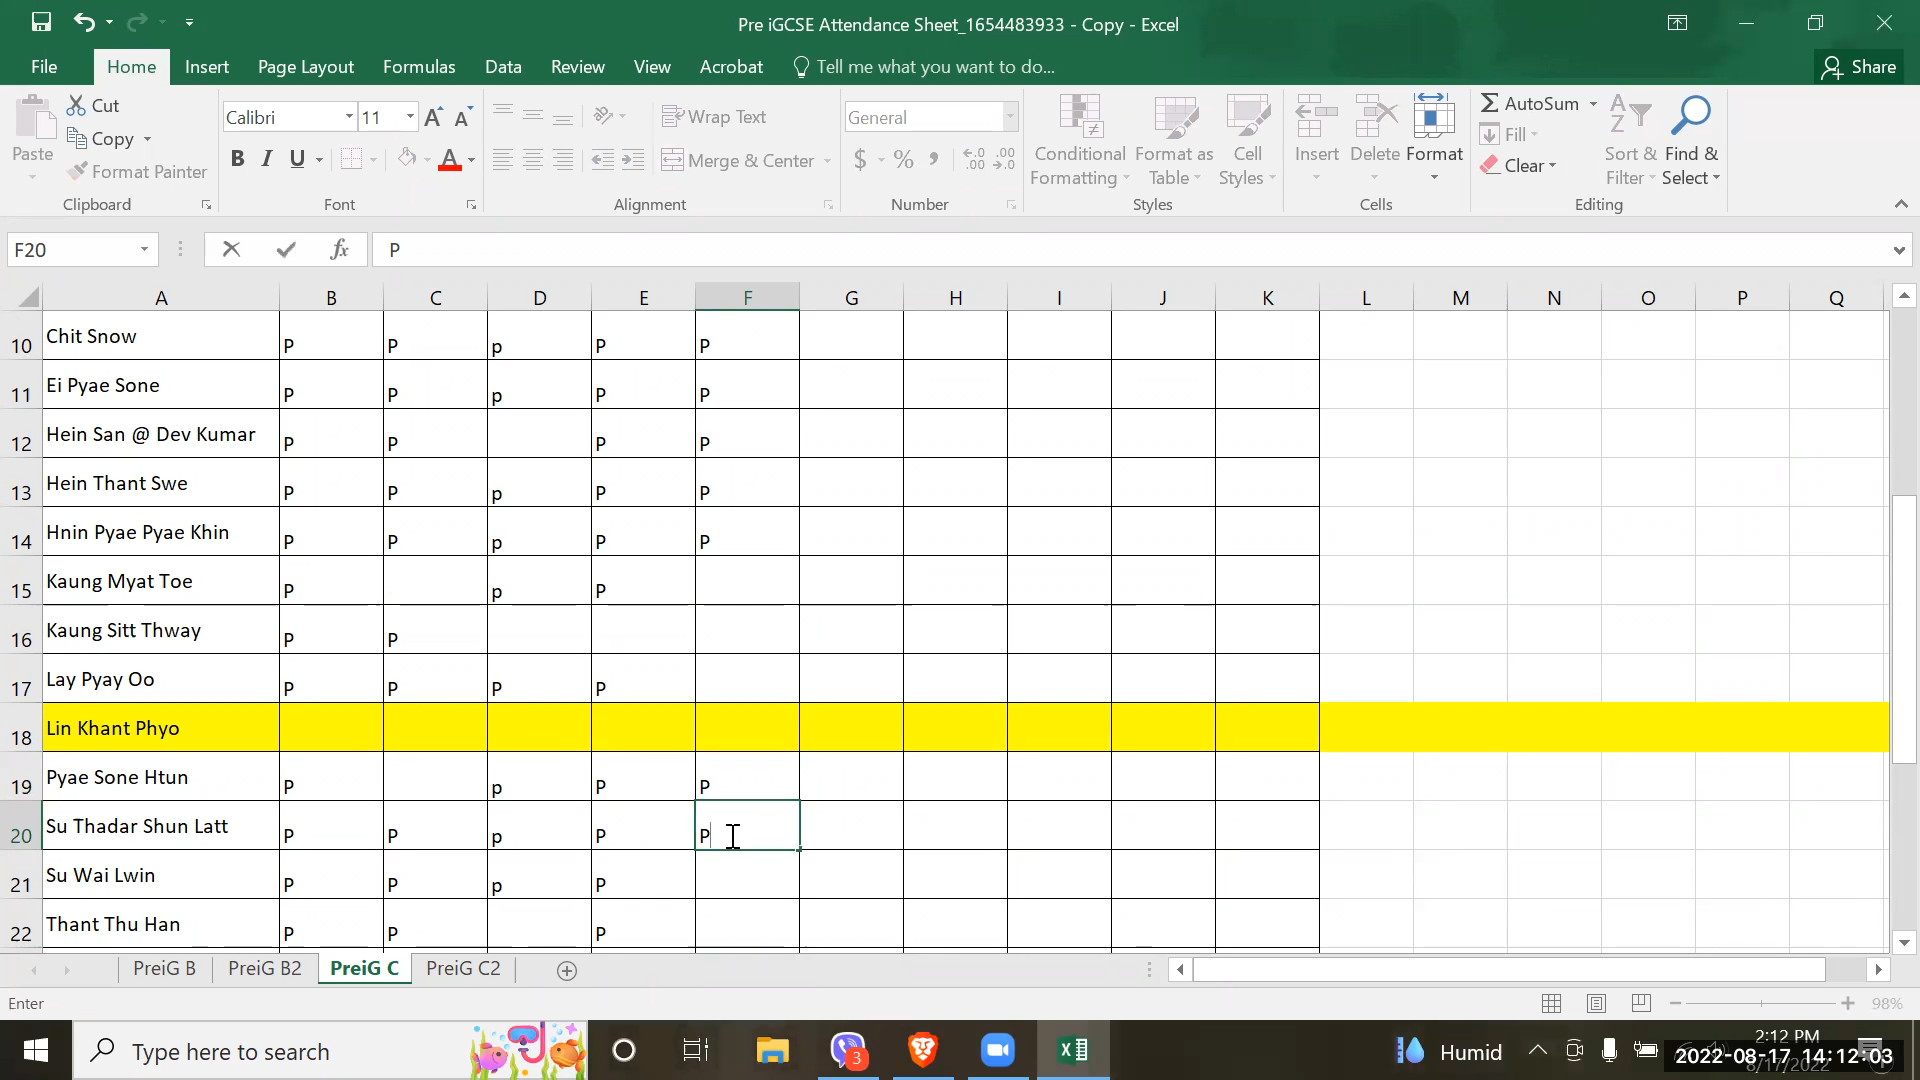 Pre iGCSE Attendance Sheet_1654483933 - Copy - Excel
File Home Insert Page Layout Formulas Data Review View Acrobat Tell me what you want to do... Share
Paste Cut Copy Format Painter
Calibri 11 B I U
Wrap Text Merge & Center
General $ % , .00 .00
Conditional Formatting Format as Table Cell Styles
Insert Delete Format
AutoSum Fill Clear Sort & Filter Find & Select
Clipboard Font Alignment Number Styles Cells Editing
F20 fx P
A B C D E F G H I J K L M N O P Q
10 Chit Snow P P p P P
11 Ei Pyae Sone P P p P P
12 Hein San @ Dev Kumar P P P P
13 Hein Thant Swe P P p P P
14 Hnin Pyae Pyae Khin P P p P P
15 Kaung Myat Toe P p P
16 Kaung Sitt Thway P P
17 Lay Pyay Oo P P P P
18 Lin Khant Phyo
19 Pyae Sone Htun P p P P
20 Su Thadar Shun Latt P P p P P
21 Su Wai Lwin P P p P
22 Thant Thu Han P P P
PreiG B PreiG B2 PreiG C PreiG C2
Enter 98%
Type here to search 3 Humid 2:12 PM
8/17/2022
2022-08-17 14:12:03